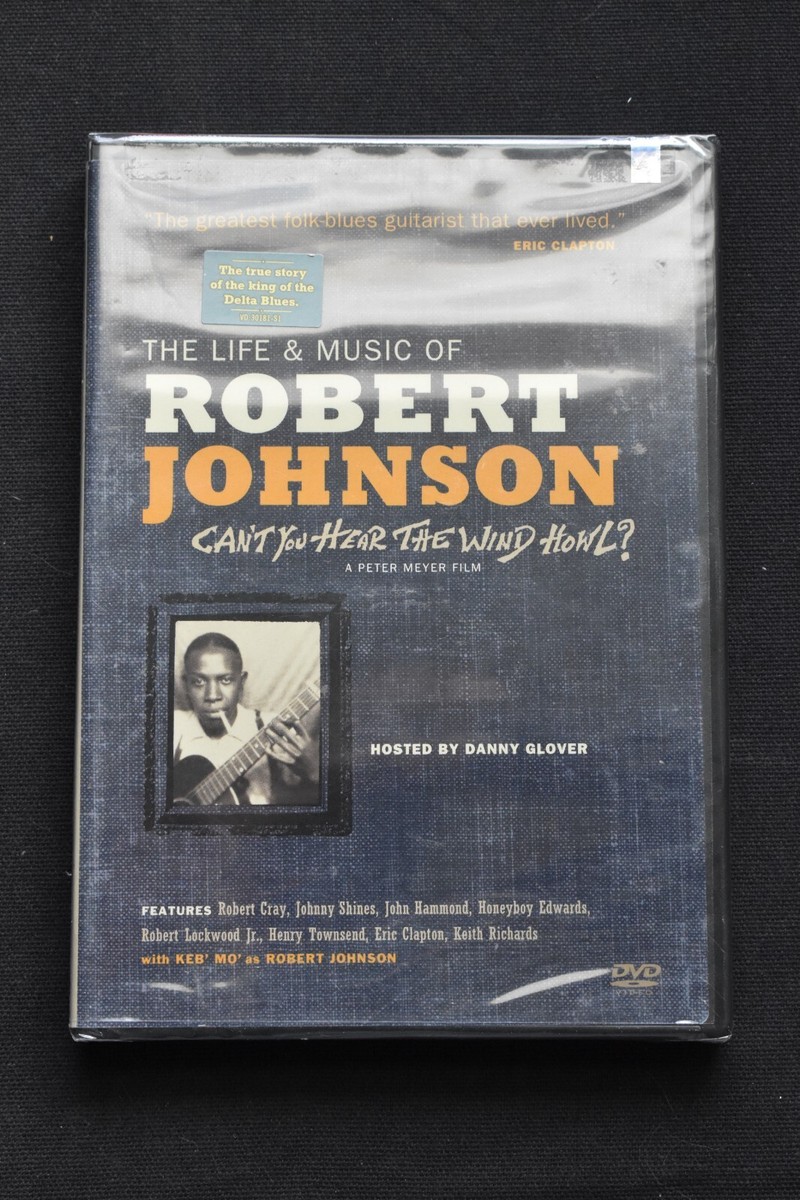 "The greatest folk-blues guitarist that ever lived."
ERIC CLAPTON
The true story
of the king of the
Delta Blues.
THE LIFE & MUSIC OF
ROBERT
JOHNSON
CAN'T YOU HEAR THE WIND HOWL?
A PETER MEYER FILM
HOSTED BY DANNY GLOVER
FEATURES Robert Cray, Johnny Shines, John Hammond, Honeyboy Edwards,
Robert Lockwood Jr., Henry Townsend, Eric Clapton, Keith Richards
with KEB' MO' as ROBERT JOHNSON
DVD
VIDEO